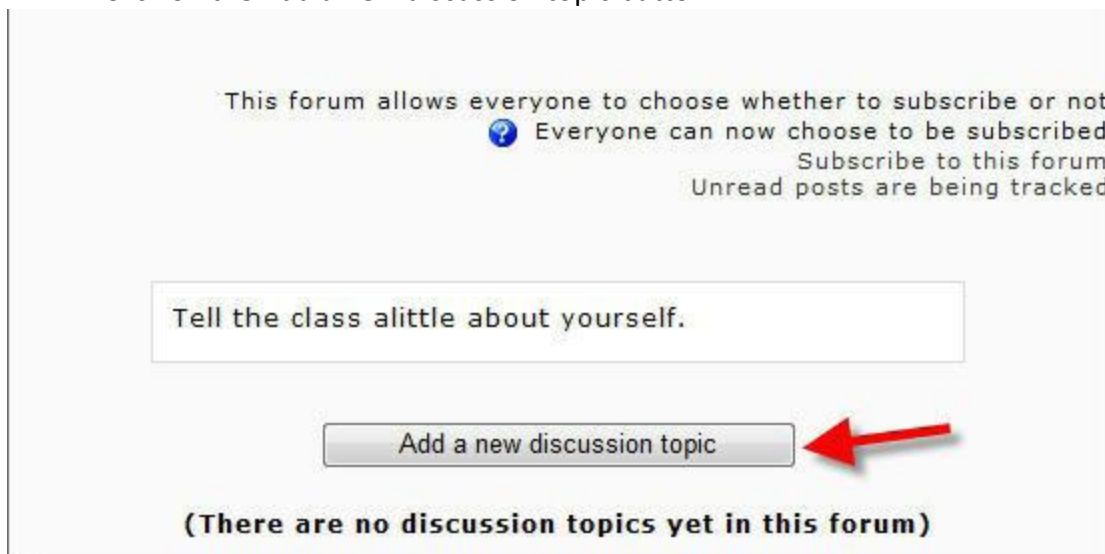 This forum allows everyone to choose whether to subscribe or not
Everyone can now choose to be subscribed
Subscribe to this forum
Unread posts are being tracked
Tell the class alittle about yourself.
Add a new discussion topic
(There are no discussion topics yet in this forum)